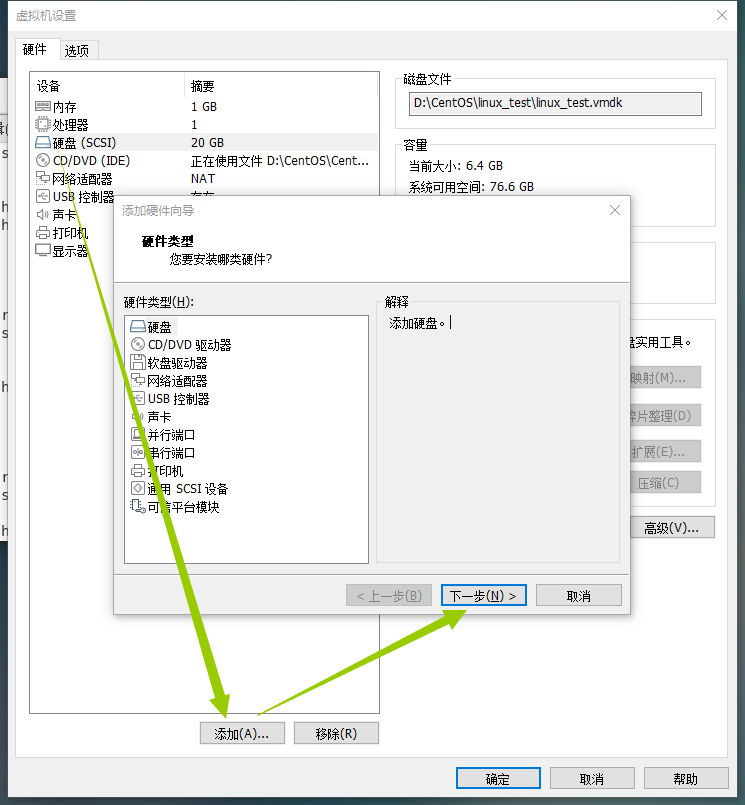 虚拟机设置
硬件 选项
设备 摘要
内存 1 GB
处理器 1
硬盘 (SCSI) 20 GB
CD/DVD (IDE) 正在使用文件 D:\CentOS\Cent...
网络适配器 NAT
USB 控制器
声卡
打印机
显示器
磁盘文件
D:\CentOS\linux_test\linux_test.vmdk
容量
当前大小: 6.4 GB
系统可用空间: 76.6 GB
添加硬件向导
硬件类型
您要安装哪类硬件?
硬件类型(H):
硬盘
CD/DVD 驱动器
软盘驱动器
网络适配器
USB 控制器
声卡
并行端口
串行端口
打印机
通用 SCSI 设备
可信平台模块
解释
添加硬盘。
< 上一步(B)
下一步(N) >
取消
盘实用工具。
映射(M)...
碎片整理(D)
扩展(E)...
压缩(C)
高级(V)...
添加(A)...
移除(R)
确定
取消
帮助